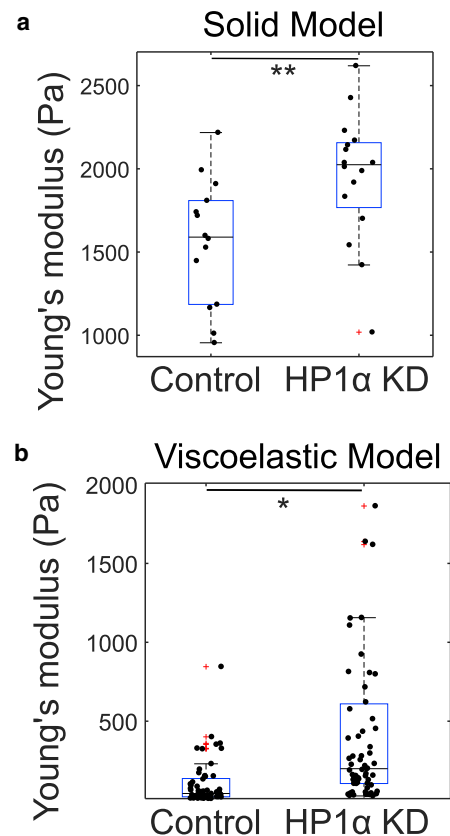 a
Solid Model
**
Young's modulus (Pa)
2500
2000
1500
1000
Control HP1α KD
b
Viscoelastic Model
*
Young's modulus (Pa)
2000
1500
1000
500
Control HP1α KD